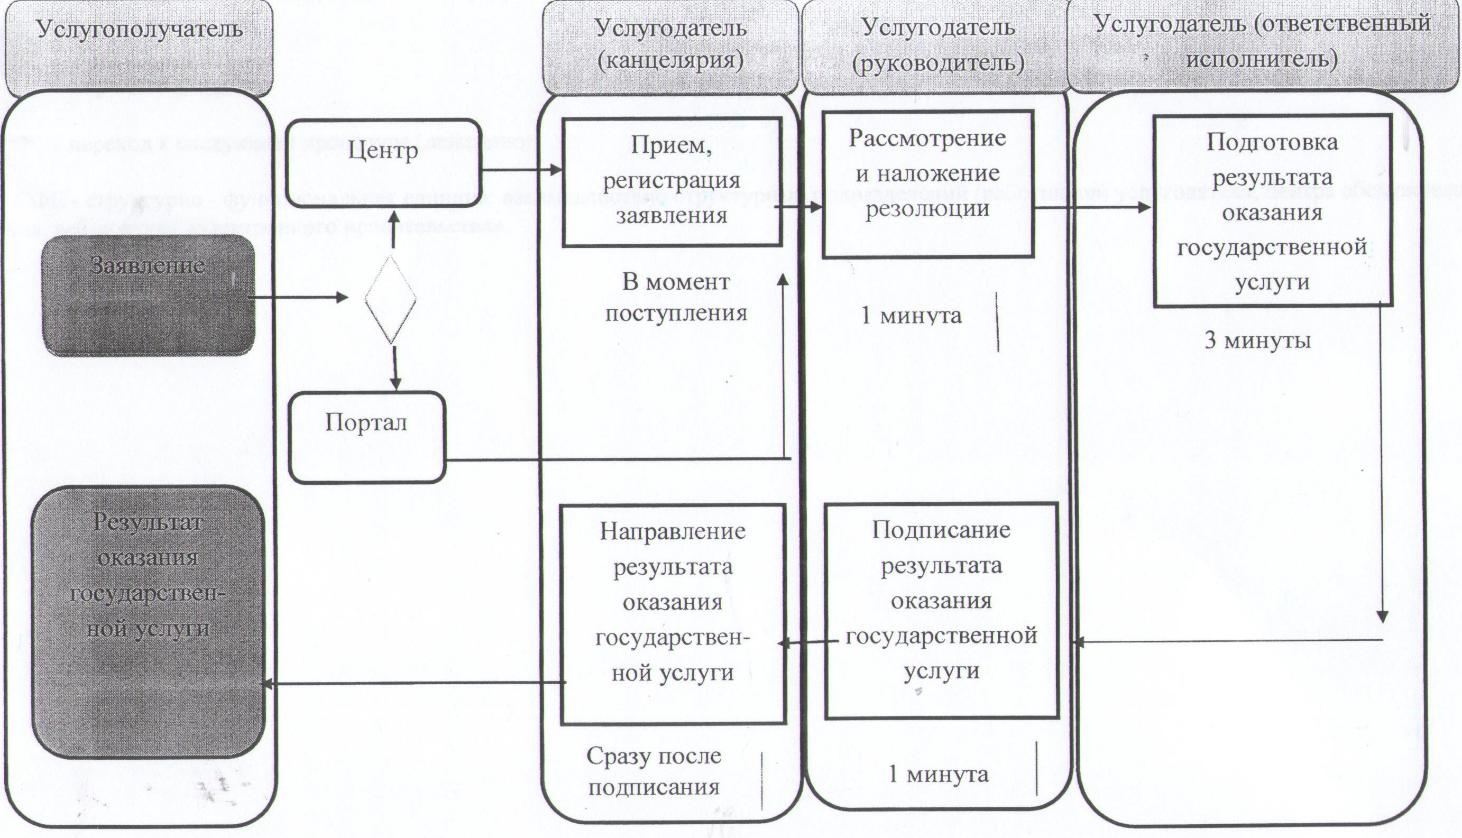 Услугополучатель
Услугодатель
(канцелярия)
Услугодатель
(руководитель)
Услугодатель (ответственный
исполнитель)
Заявление
Центр
Портал
Прием,
регистрация
заявления
В момент
поступления
Рассмотрение
и наложение
резолюции
1 минута
Подготовка
результата
оказания
государственной
услуги
3 минуты
Подписание
результата
оказания
государственной
услуги
1 минута
Направление
результата
оказания
государствен-
ной услуги
Сразу после
подписания
Результат
оказания
государствен-
ной услуги